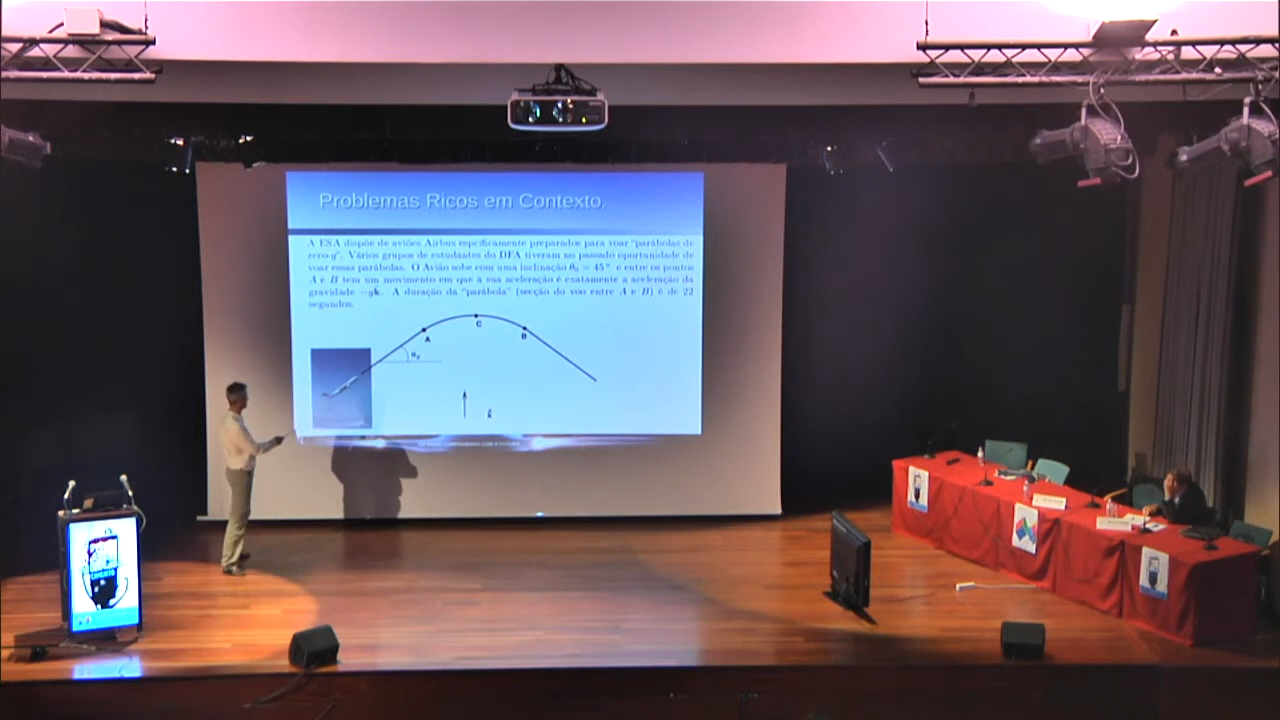 Problemas Ricos em Contexto.
A ESA dispõe de aviões Airbus especificamente preparados para voar "parábolas de
zero-g". Vários grupos de estudantes do DFA tiveram no passado oportunidade de
voar essas parábolas. O Avião sobe com uma inclinação θ₀ = 45° e entre os pontos
A e B tem um movimento em que a sua aceleração é exatamente a aceleração da
gravidade −gk. A duração da "parábola" (secção do voo entre A e B) é de 22
segundos.
C
A
B
θ₀
k